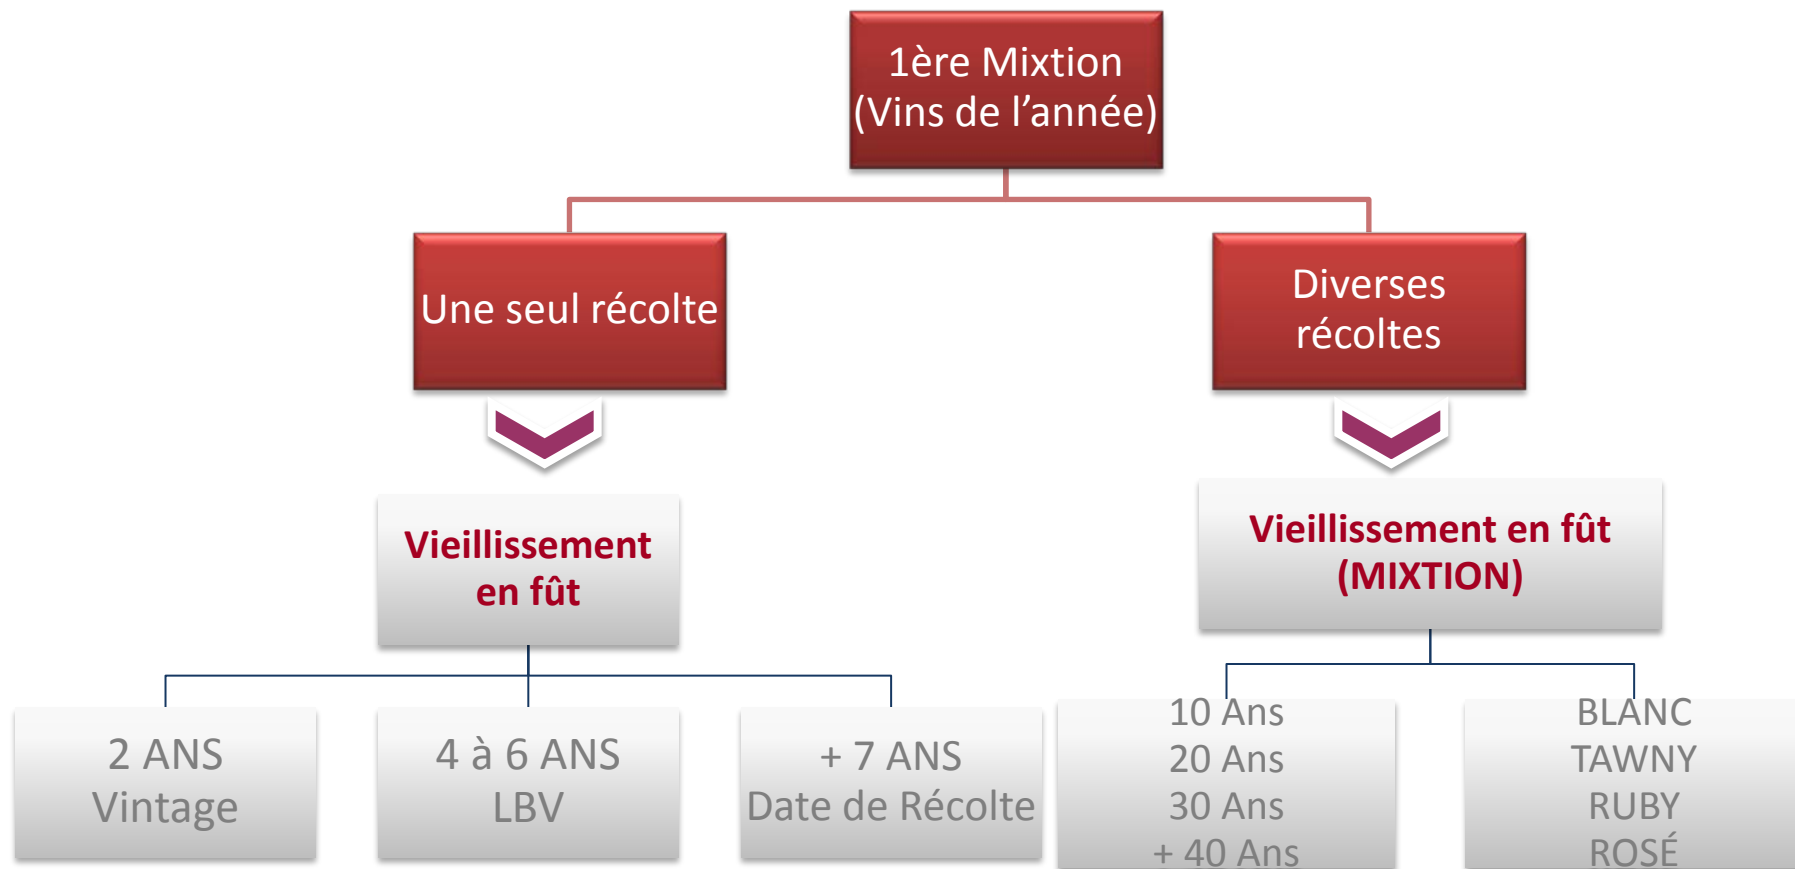 1ère Mixtion
(Vins de l’année)
Une seul récolte
Diverses
récoltes
Vieillissement
en fût
Vieillissement en fût
(MIXTION)
2 ANS
Vintage
4 à 6 ANS
LBV
+ 7 ANS
Date de Récolte
10 Ans
20 Ans
30 Ans
+ 40 Ans
BLANC
TAWNY
RUBY
ROSÉ